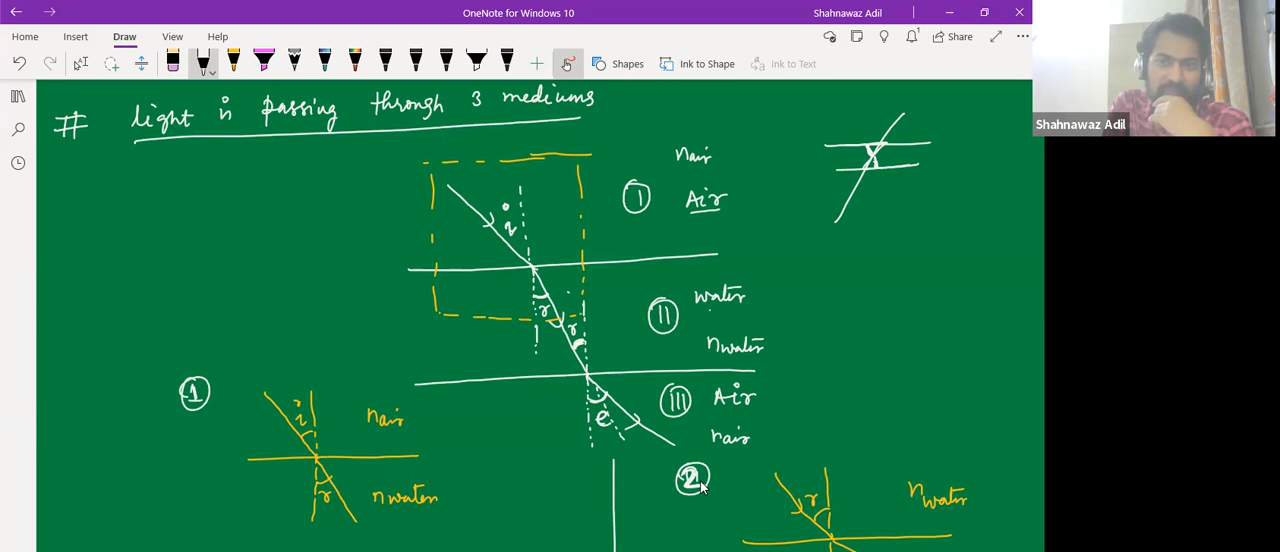 OneNote for Windows 10
Shahnawaz Adil
Home Insert Draw View Help
Share
Shapes
Ink to Shape
Ink to Text
Shahnawaz Adil
# light is passing through 3 mediums
nair
I Air
i
r
r
water
II
nwater
III Air
e
nair
1
i
nair
r
nwater
2
r
nwater